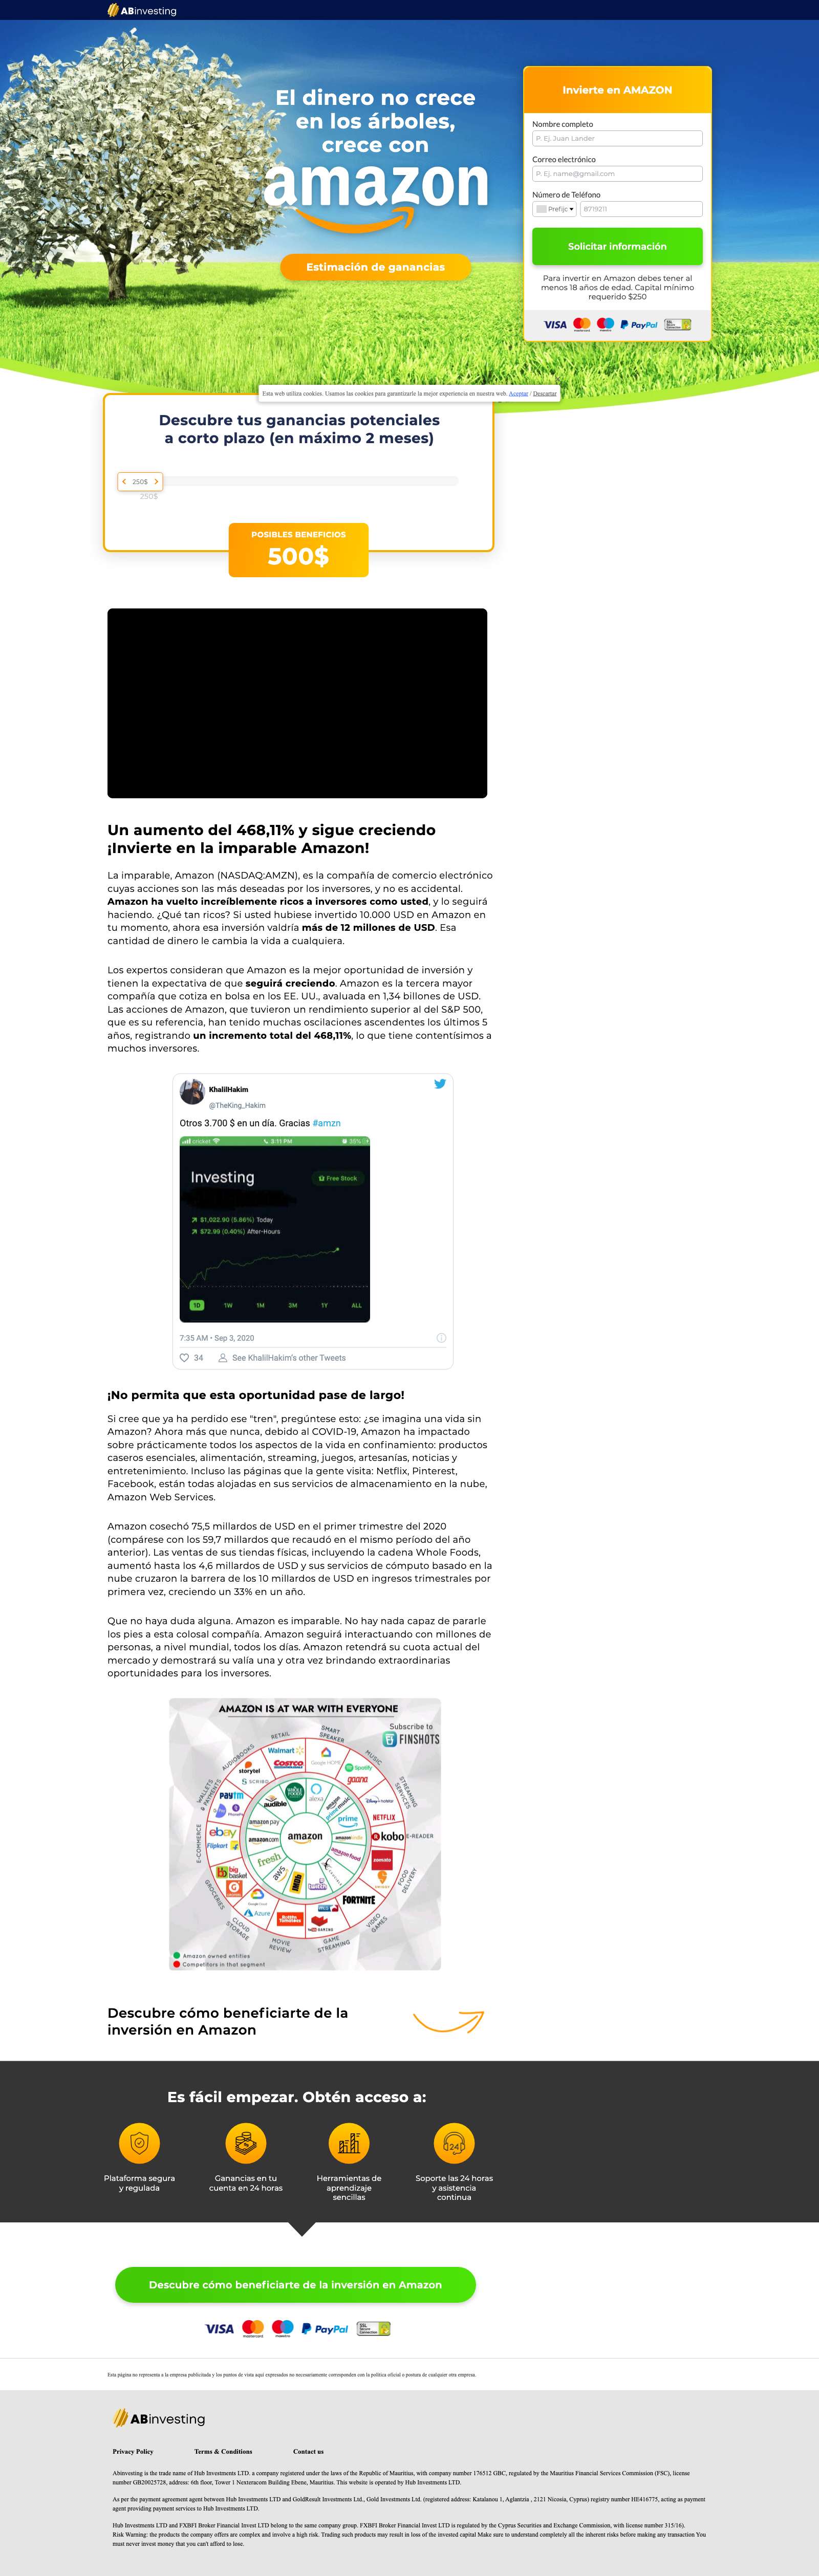 ABinvesting
El dinero no crece
en los árboles,
crece con
amazon
Estimación de ganancias
Invierte en AMAZON
Nombre completo
P. Ej. Juan Lander
Correo electrónico
P. Ej. name@gmail.com
Número de Teléfono
Prefijc
8719211
Solicitar información
Para invertir en Amazon debes tener al
menos 18 años de edad. Capital mínimo
requerido $250
VISA mastercard maestro PayPal SSL
Esta web utiliza cookies. Usamos las cookies para garantizarle la mejor experiencia en nuestra web. Aceptar / Descartar
Descubre tus ganancias potenciales
a corto plazo (en máximo 2 meses)
250$
250$
POSIBLES BENEFICIOS
500$
Un aumento del 468,11% y sigue creciendo
¡Invierte en la imparable Amazon!
La imparable, Amazon (NASDAQ:AMZN), es la compañía de comercio electrónico
cuyas acciones son las más deseadas por los inversores, y no es accidental.
Amazon ha vuelto increíblemente ricos a inversores como usted, y lo seguirá
haciendo. ¿Qué tan ricos? Si usted hubiese invertido 10.000 USD en Amazon en
tu momento, ahora esa inversión valdría más de 12 millones de USD. Esa
cantidad de dinero le cambia la vida a cualquiera.
Los expertos consideran que Amazon es la mejor oportunidad de inversión y
tienen la expectativa de que seguirá creciendo. Amazon es la tercera mayor
compañía que cotiza en bolsa en los EE. UU., avaluada en 1,34 billones de USD.
Las acciones de Amazon, que tuvieron un rendimiento superior al del S&P 500,
que es su referencia, han tenido muchas oscilaciones ascendentes los últimos 5
años, registrando un incremento total del 468,11%, lo que tiene contentísimos a
muchos inversores.
KhalilHakim
@TheKing_Hakim
Otros 3.700 $ en un día. Gracias #amzn
cricket 3:11 PM 38%
Investing
Free Stock
$1,022.90 (5.66%) Today
$72.99 (0.40%) After-Hours
1D 1W 1M 3M 1Y ALL
7:35 AM • Sep 3, 2020
34 See KhalilHakim's other Tweets
¡No permita que esta oportunidad pase de largo!
Si cree que ya ha perdido ese "tren", pregúntese esto: ¿se imagina una vida sin
Amazon? Ahora más que nunca, debido al COVID-19, Amazon ha impactado
sobre prácticamente todos los aspectos de la vida en confinamiento: productos
caseros esenciales, alimentación, streaming, juegos, artesanías, noticias y
entretenimiento. Incluso las páginas que la gente visita: Netflix, Pinterest,
Facebook, están todas alojadas en sus servicios de almacenamiento en la nube,
Amazon Web Services.
Amazon cosechó 75,5 millardos de USD en el primer trimestre del 2020
(compárese con los 59,7 millardos que recaudó en el mismo período del año
anterior). Las ventas de sus tiendas físicas, incluyendo la cadena Whole Foods,
aumentó hasta los 4,6 millardos de USD y sus servicios de cómputo basado en la
nube cruzaron la barrera de los 10 millardos de USD en ingresos trimestrales por
primera vez, creciendo un 33% en un año.
Que no haya duda alguna. Amazon es imparable. No hay nada capaz de pararle
los pies a esta colosal compañía. Amazon seguirá interactuando con millones de
personas, a nivel mundial, todos los días. Amazon retendrá su cuota actual del
mercado y demostrará su valía una y otra vez brindando extraordinarias
oportunidades para los inversores.
AMAZON IS AT WAR WITH EVERYONE
Subscribe to
FINSHOTS
RETAIL
SMART SPEAKER
MUSIC
STREAMING SERVICES
E-READER
FOOD DELIVERY
VIDEO GAMES
GAME STREAMING
MOVIE REVIEW
CLOUD STORAGE
GROCERIES
E-COMMERCE
WALLETS & PAYMENTS
AUDIOBOOKS
Walmart
COSTCO
Google HOME
Spotify
gaana
NETFLIX
kobo
zomato
SWIGGY
FORTNITE
Google Cloud
Azure
big basket
ebay
Flipkart
paytm
PhonePe
storytel
SCRIBD
WHOLE FOODS
alexa
amazon music
prime
amazon food
twitch
IMDb
aws
fresh
amazon.com
amazon pay
audible
amazon
Amazon owned entities
Competitors in that segment
Descubre cómo beneficiarte de la
inversión en Amazon
Es fácil empezar. Obtén acceso a:
Plataforma segura
y regulada
Ganancias en tu
cuenta en 24 horas
Herramientas de
aprendizaje
sencillas
24
Soporte las 24 horas
y asistencia
continua
Descubre cómo beneficiarte de la inversión en Amazon
VISA mastercard maestro PayPal SSL
Esta página no representa a la empresa publicitada y los puntos de vista aquí expresados no necesariamente corresponden con la política oficial o postura de cualquier otra empresa.
ABinvesting
Privacy Policy Terms & Conditions Contact us
Abinvesting is the trade name of Hub Investments LTD. a company registered under the laws of the Republic of Mauritius, with company number 176512 GBC, regulated by the Mauritius Financial Services Commission (FSC), license
number GB20025728, address: 6th floor, Tower 1 Nexteracom Building Ebene, Mauritius. This website is operated by Hub Investments LTD.
As per the payment agreement agent between Hub Investments LTD and GoldResult Investments Ltd., Gold Investments Ltd. (registered address: Katalanou 1, Aglantzia , 2121 Nicosia, Cyprus) registry number HE416775, acting as payment
agent providing payment services to Hub Investments LTD.
Hub Investments LTD and FXBFI Broker Financial Invest LTD belong to the same company group. FXBFI Broker Financial Invest LTD is regulated by the Cyprus Securities and Exchange Commission, with license number 315/16).
Risk Warning: the products the company offers are complex and involve a high risk. Trading such products may result in loss of the invested capital Make sure to understand completely all the inherent risks before making any transaction You
must never invest money that you can't afford to lose.